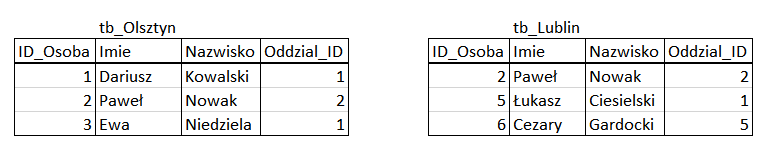 tb_Olsztyn
ID_Osoba Imie Nazwisko Oddzial_ID
1 Dariusz Kowalski 1
2 Paweł Nowak 2
3 Ewa Niedziela 1
tb_Lublin
ID_Osoba Imie Nazwisko Oddzial_ID
2 Paweł Nowak 2
5 Łukasz Ciesielski 1
6 Cezary Gardocki 5